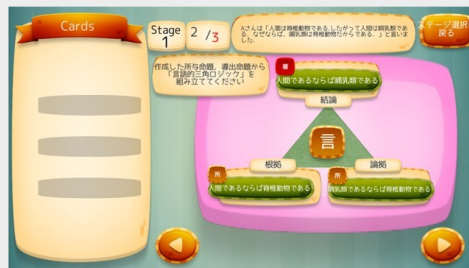 Cards
Stage
1
2 /3
Aさんは「人間は脊椎動物である.したがって人間は哺乳類であ
る. なぜならば, 哺乳類は脊椎動物だからである. 」と言いま
した.
ステージ選択
戻る
作成した所与命題, 導出命題から
「言語的三角ロジック」を
組み立ててください
導
人間であるならば哺乳類である
結論
言
根拠
論拠
所
人間であるならば脊椎動物である
所
哺乳類であるならば脊椎動物である